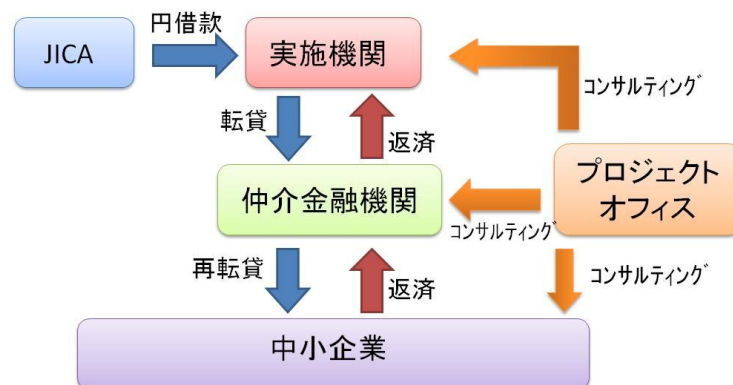 円借款
JICA
実施機関
コンサルティング
転貸
返済
プロジェクト
オフィス
仲介金融機関
コンサルティング
再転貸
返済
コンサルティング
中小企業